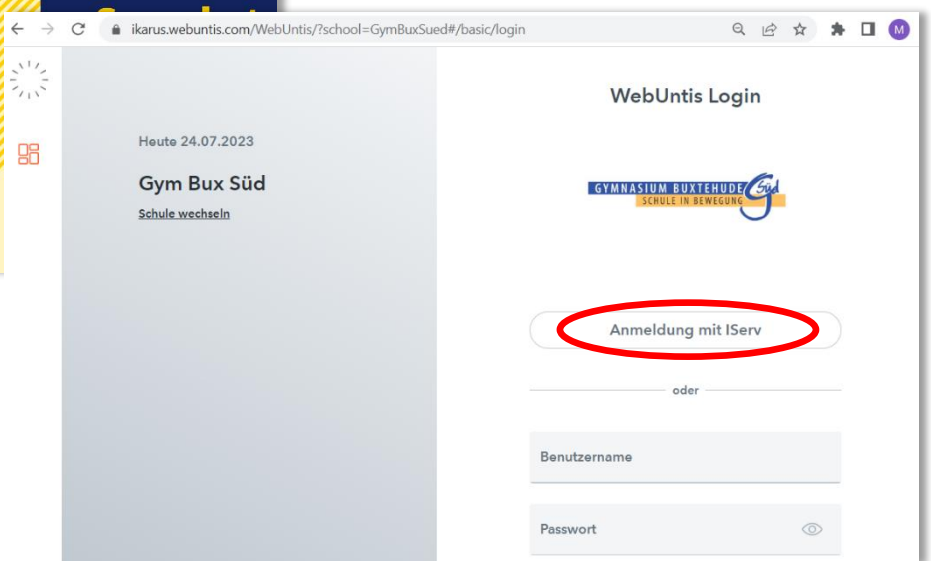 ikarus.webuntis.com/WebUntis/?school=GymBuxSued#/basic/login
M
WebUntis Login
Heute 24.07.2023
Gym Bux Süd
Schule wechseln
GYMNASIUM BUXTEHUDE Süd
SCHULE IN BEWEGUNG
Anmeldung mit IServ
oder
Benutzername
Passwort